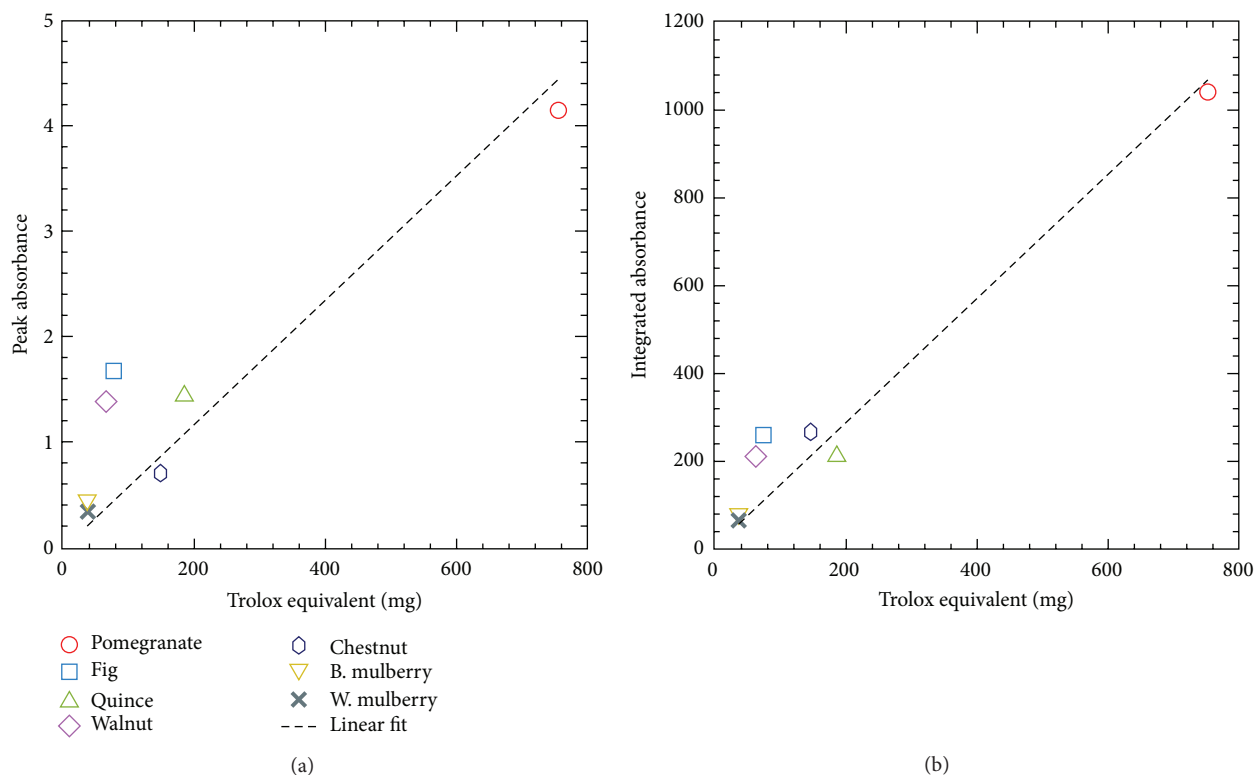 5
4
3
2
1
0
Peak absorbance
0
200
400
600
800
Trolox equivalent (mg)
1200
1000
800
600
400
200
0
Integrated absorbance
0
200
400
600
800
Trolox equivalent (mg)
Pomegranate
Fig
Quince
Walnut
Chestnut
B. mulberry
W. mulberry
Linear fit
(a)
(b)